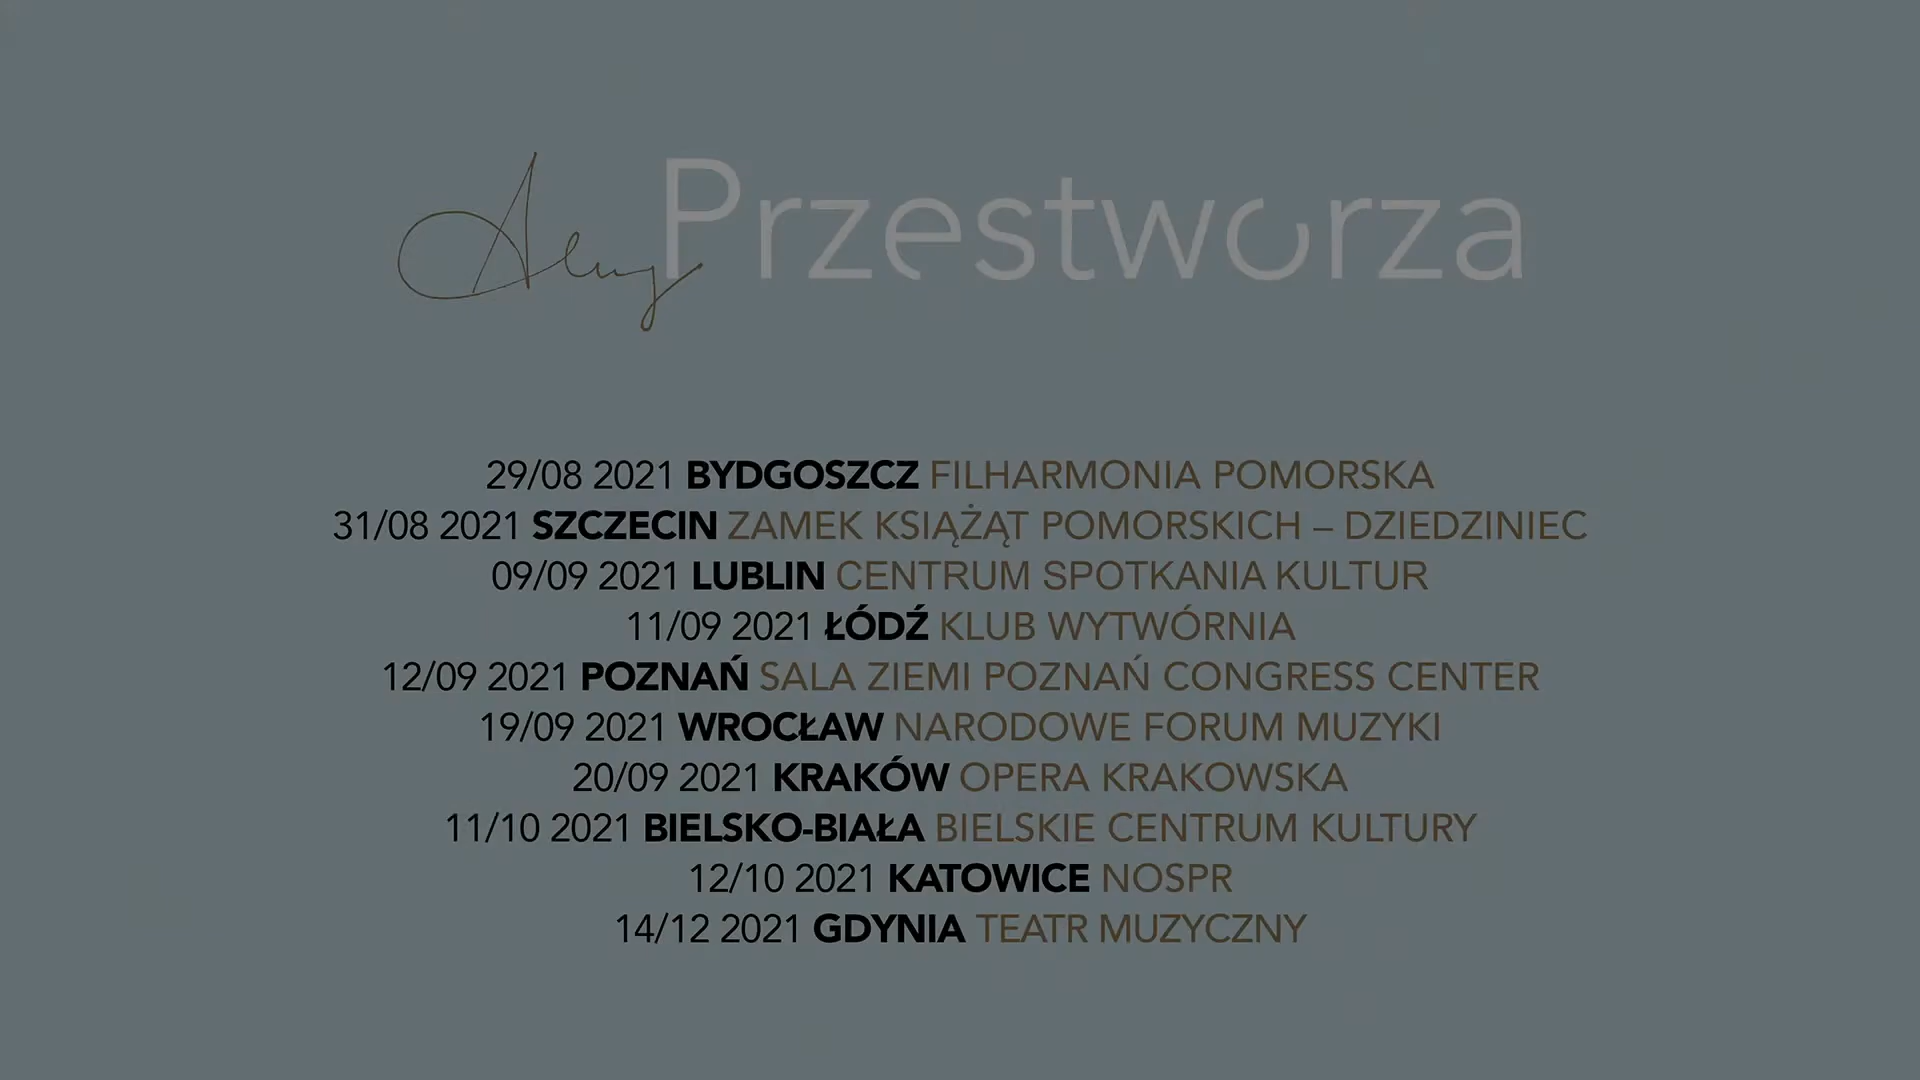 Przestworza
29/08 2021 BYDGOSZCZ FILHARMONIA POMORSKA
31/08 2021 SZCZECIN ZAMEK KSIĄŻĄT POMORSKICH – DZIEDZINIEC
09/09 2021 LUBLIN CENTRUM SPOTKANIA KULTUR
11/09 2021 ŁÓDŹ KLUB WYTWÓRNIA
12/09 2021 POZNAŃ SALA ZIEMI POZNAŃ CONGRESS CENTER
19/09 2021 WROCŁAW NARODOWE FORUM MUZYKI
20/09 2021 KRAKÓW OPERA KRAKOWSKA
11/10 2021 BIELSKO-BIAŁA BIELSKIE CENTRUM KULTURY
12/10 2021 KATOWICE NOSPR
14/12 2021 GDYNIA TEATR MUZYCZNY